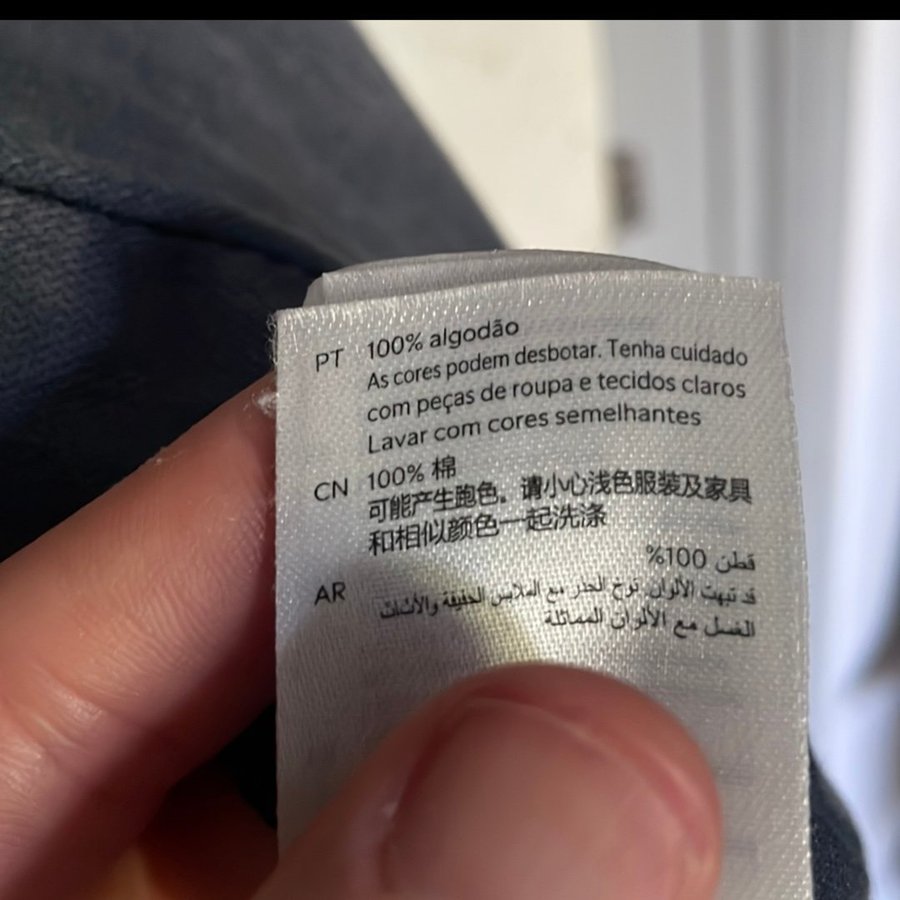 PT 100% algodão
As cores podem desbotar. Tenha cuidado
com peças de roupa e tecidos claros
Lavar com cores semelhantes
CN 100% 棉
可能产生跑色。请小心浅色服装及家具
和相似颜色一起洗涤
AR قطن 100%
قد تبهت الألوان. توخ الحذر مع الملابس الخفيفة والأثاث
الغسل مع الألوان المماثلة